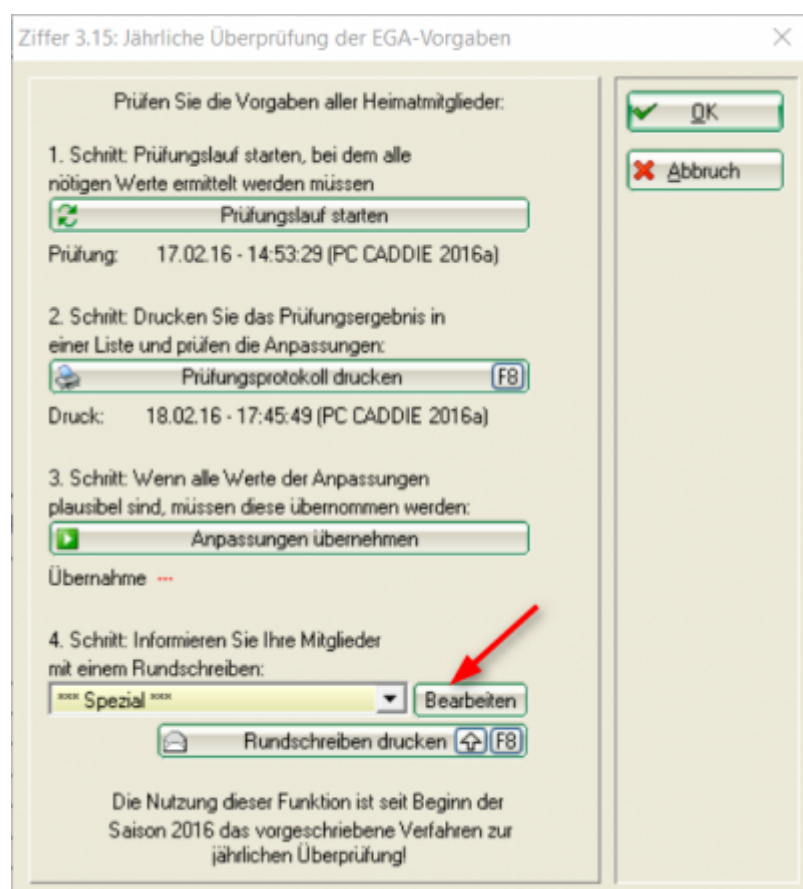 Ziffer 3.15: Jährliche Überprüfung der EGA-Vorgaben
Prüfen Sie die Vorgaben aller Heimatmitglieder:
OK
Abbruch
1. Schritt: Prüfungslauf starten, bei dem alle
nötigen Werte ermittelt werden müssen
Prüfungslauf starten
Prüfung: 17.02.16 - 14:53:29 (PC CADDIE 2016a)
2. Schritt: Drucken Sie das Prüfungsergebnis in
einer Liste und prüfen die Anpassungen:
Prüfungsprotokoll drucken F8
Druck: 18.02.16 - 17:45:49 (PC CADDIE 2016a)
3. Schritt: Wenn alle Werte der Anpassungen
plausibel sind, müssen diese übernommen werden:
Anpassungen übernehmen
Übernahme ---
4. Schritt: Informieren Sie Ihre Mitglieder
mit einem Rundschreiben:
*** Spezial *** Bearbeiten
Rundschreiben drucken F8
Die Nutzung dieser Funktion ist seit Beginn der
Saison 2016 das vorgeschriebene Verfahren zur
jährlichen Überprüfung!